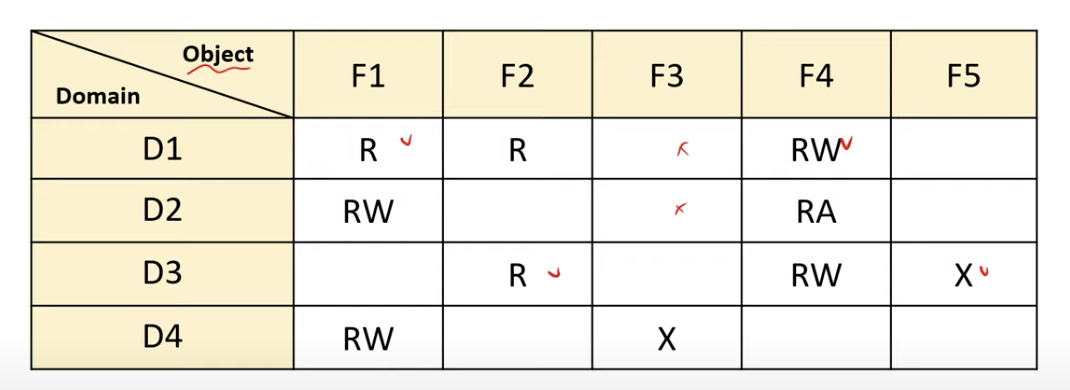 Object
Domain
F1 F2 F3 F4 F5
D1 R R RW
D2 RW RA
D3 R RW X
D4 RW X